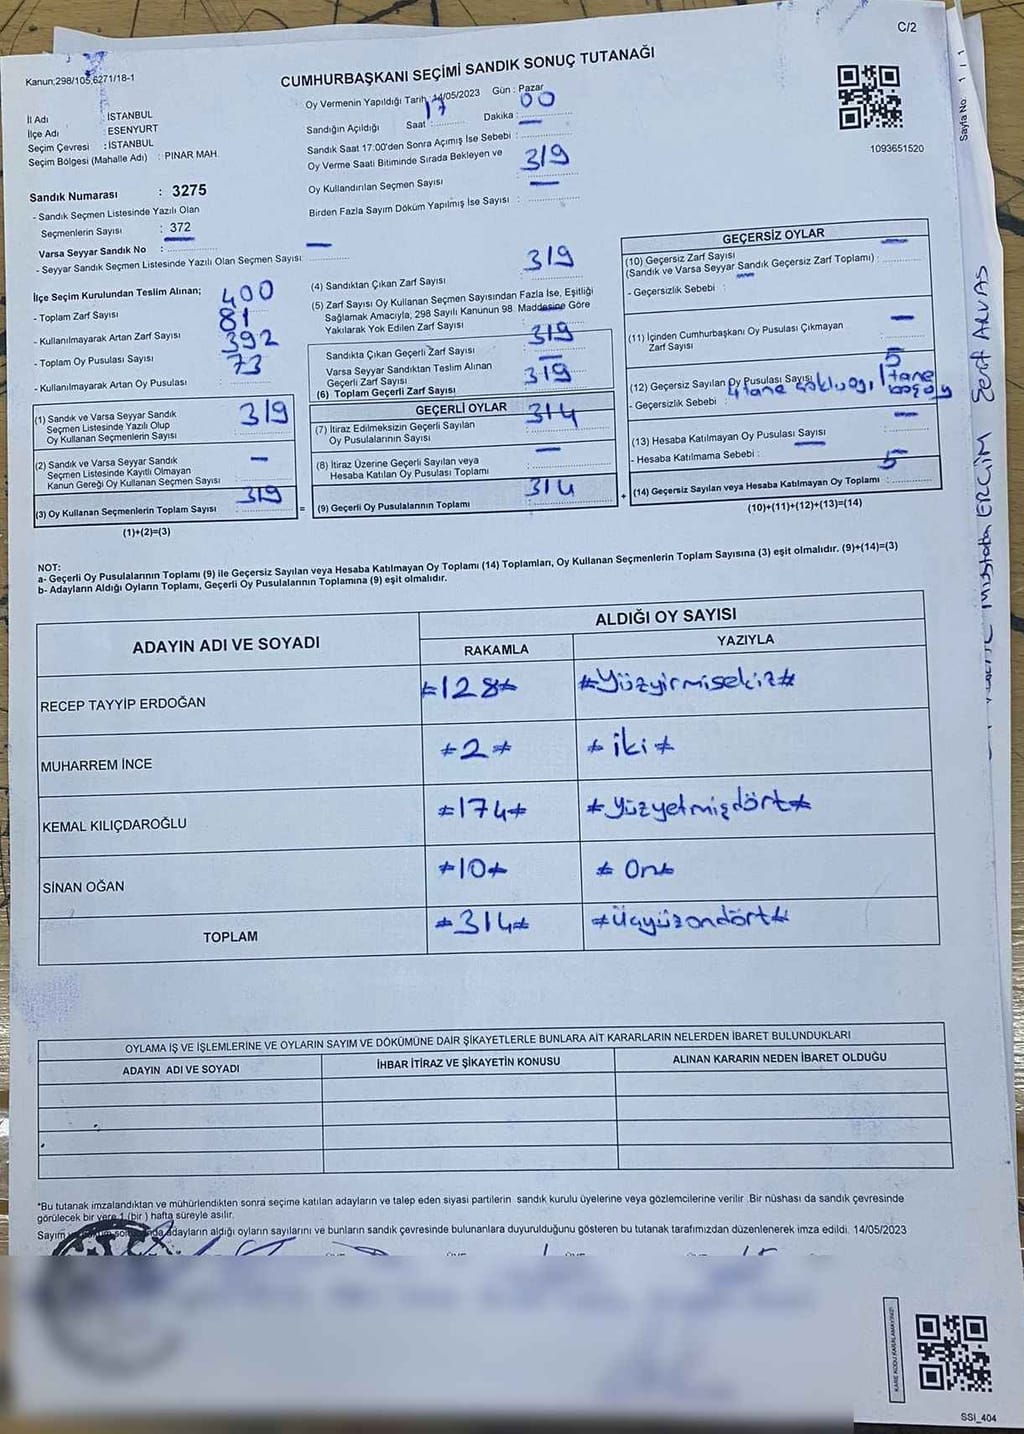 C/2
Kanun;298/105,6271/18-1
CUMHURBAŞKANI SEÇİMİ SANDIK SONUÇ TUTANAĞI
İl Adı : İSTANBUL
İlçe Adı : ESENYURT
Seçim Çevresi : İSTANBUL
Seçim Bölgesi (Mahalle Adı) : PINAR MAH.
Sandık Numarası : 3275
- Sandık Seçmen Listesinde Yazılı Olan
Seçmenlerin Sayısı : 372
Varsa Seyyar Sandık No :
- Seyyar Sandık Seçmen Listesinde Yazılı Olan Seçmen Sayısı: —
Oy Vermenin Yapıldığı Tarih : 14/05/2023 Gün : Pazar
Sandığın Açıldığı Saat : 17 Dakika : 00
Sandık Saat 17:00'den Sonra Açımış İse Sebebi : —
Oy Verme Saati Bitiminde Sırada Bekleyen ve
Oy Kullandırılan Seçmen Sayısı : 319
Birden Fazla Sayım Döküm Yapılmış İse Sayısı : —
1093651520
Sayfa No. 1 / 1
İlçe Seçim Kurulundan Teslim Alınan;
- Toplam Zarf Sayısı 400
- Kullanılmayarak Artan Zarf Sayısı 81
- Toplam Oy Pusulası Sayısı 392
- Kullanılmayarak Artan Oy Pusulası 73
(1) Sandık ve Varsa Seyyar Sandık
Seçmen Listesinde Yazılı Olup
Oy Kullanan Seçmenlerin Sayısı 319
(2) Sandık ve Varsa Seyyar Sandık
Seçmen Listesinde Kayıtlı Olmayan
Kanun Gereği Oy Kullanan Seçmen Sayısı : —
(3) Oy Kullanan Seçmenlerin Toplam Sayısı : 319
(1)+(2)=(3)
(4) Sandıktan Çıkan Zarf Sayısı 319
(5) Zarf Sayısı Oy Kullanan Seçmen Sayısından Fazla İse, Eşitliği
Sağlamak Amacıyla, 298 Sayılı Kanunun 98. Maddesine Göre
Yakılarak Yok Edilen Zarf Sayısı —
Sandıkta Çıkan Geçerli Zarf Sayısı 319
Varsa Seyyar Sandıktan Teslim Alınan
Geçerli Zarf Sayısı —
(6) Toplam Geçerli Zarf Sayısı 319
GEÇERLİ OYLAR
(7) İtiraz Edilmeksizin Geçerli Sayılan
Oy Pusulalarının Sayısı 314
(8) İtiraz Üzerine Geçerli Sayılan veya
Hesaba Katılan Oy Pusulası Toplamı —
= (9) Geçerli Oy Pusulalarının Toplamı 314
GEÇERSİZ OYLAR
(10) Geçersiz Zarf Sayısı
(Sandık ve Varsa Seyyar Sandık Geçersiz Zarf Toplamı) : —
- Geçersizlik Sebebi : —
(11) İçinden Cumhurbaşkanı Oy Pusulası Çıkmayan
Zarf Sayısı —
(12) Geçersiz Sayılan Oy Pusulası Sayısı 5
- Geçersizlik Sebebi : 4 tane çoklu oy, 1 tane boş oy
(13) Hesaba Katılmayan Oy Pusulası Sayısı —
- Hesaba Katılmama Sebebi : —
+ (14) Geçersiz Sayılan veya Hesaba Katılmayan Oy Toplamı : 5
(10)+(11)+(12)+(13)=(14)
NOT:
a- Geçerli Oy Pusulalarının Toplamı (9) ile Geçersiz Sayılan veya Hesaba Katılmayan Oy Toplamı (14) Toplamları, Oy Kullanan Seçmenlerin Toplam Sayısına (3) eşit olmalıdır. (9)+(14)=(3)
b- Adayların Aldığı Oyların Toplamı, Geçerli Oy Pusulalarının Toplamına (9) eşit olmalıdır.
ADAYIN ADI VE SOYADI ALDIĞI OY SAYISI
RAKAMLA YAZIYLA
RECEP TAYYİP ERDOĞAN #128# #Yüzyirmisekiz#
MUHARREM İNCE #2# #iki#
KEMAL KILIÇDAROĞLU #174# #Yüzyetmişdört#
SİNAN OĞAN #10# #On#
TOPLAM #314# #Üçyüzondört#
OYLAMA İŞ VE İŞLEMLERİNE VE OYLARIN SAYIM VE DÖKÜMÜNE DAİR ŞİKAYETLERLE BUNLARA AİT KARARLARIN NELERDEN İBARET BULUNDUKLARI
ADAYIN ADI VE SOYADI İHBAR İTİRAZ VE ŞİKAYETİN KONUSU ALINAN KARARIN NEDEN İBARET OLDUĞU
*Bu tutanak imzalandıktan ve mühürlendikten sonra seçime katılan adayların ve talep eden siyasi partilerin sandık kurulu üyelerine veya gözlemcilerine verilir .Bir nüshası da sandık çevresinde
görülecek bir yere 1 (bir ) hafta süreyle asılır.
Sayım adayların aldığı oyların sayılarını ve bunların sandık çevresinde bulunanlara duyurulduğunu gösteren bu tutanak tarafımızdan düzenlenerek imza edildi. 14/05/2023
Mustafa ERÇİM Sert ARVAS
KARE KODU KARALAMAYINIZ!
SSİ_404